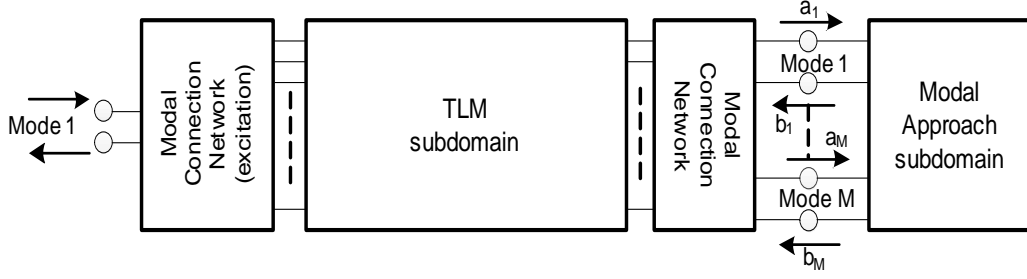 Mode 1
Modal
Connection
Network
(excitation)
TLM
subdomain
Modal
Connection
Network
a1
Mode 1
b1
aM
Mode M
bM
Modal
Approach
subdomain